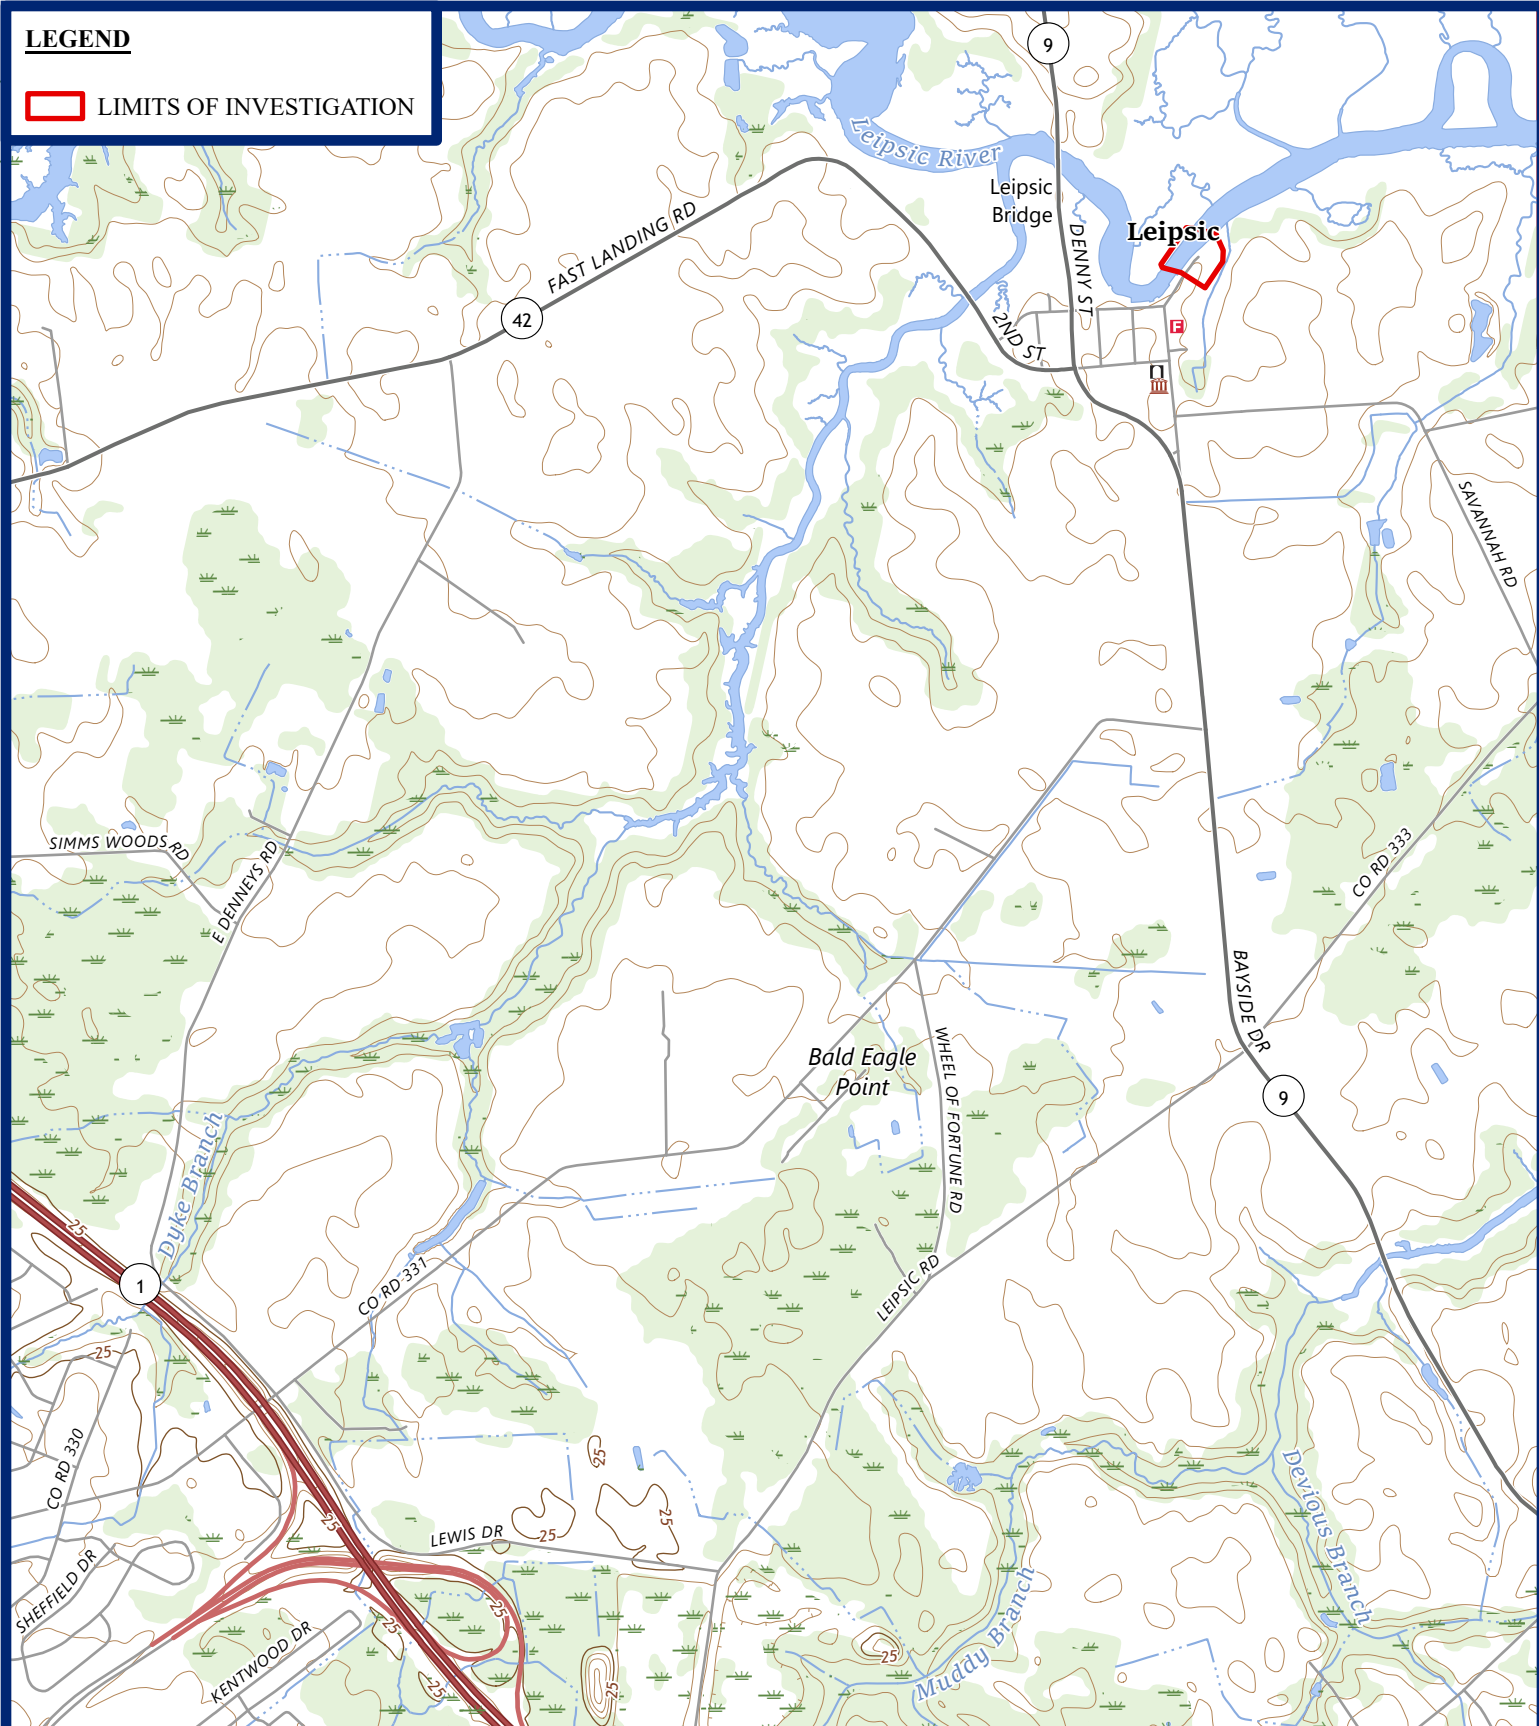 LEGEND
LIMITS OF INVESTIGATION
9
Leipsic River
Leipsic
Bridge
Leipsic
DENNY ST
FAST LANDING RD
42
2ND ST
F
SAVANNAH RD
SIMMS WOODS RD
E DENNEYS RD
CO RD 333
BAYSIDE DR
WHEEL OF FORTUNE RD
Bald Eagle
Point
9
Dyke Branch
25
1
CO RD 331
LEIPSIC RD
25
CO RD 330
25
25
25
25
LEWIS DR
Devious Branch
SHEFFIELD DR
KENTWOOD DR
25
25
25
25
25
Muddy Branch